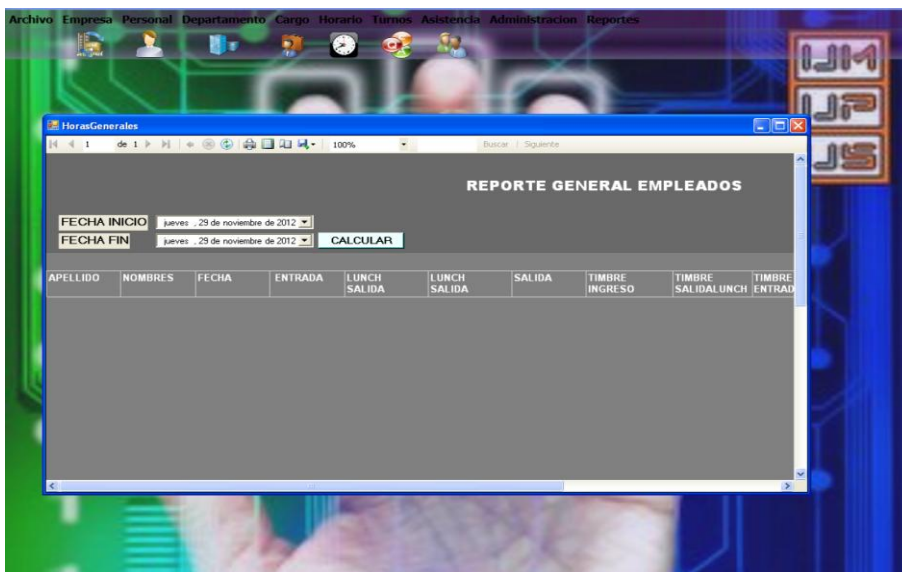 Archivo Empresa Personal Departamento Cargo Horario Turnos Asistencia Administracion Reportes
HorasGenerales
1 de 1 100% Buscar | Siguiente
REPORTE GENERAL EMPLEADOS
FECHA INICIO jueves , 29 de noviembre de 2012
FECHA FIN jueves , 29 de noviembre de 2012 CALCULAR
APELLIDO NOMBRES FECHA ENTRADA LUNCH LUNCH SALIDA TIMBRE TIMBRE TIMBRE
SALIDA SALIDA INGRESO SALIDALUNCH ENTRAD